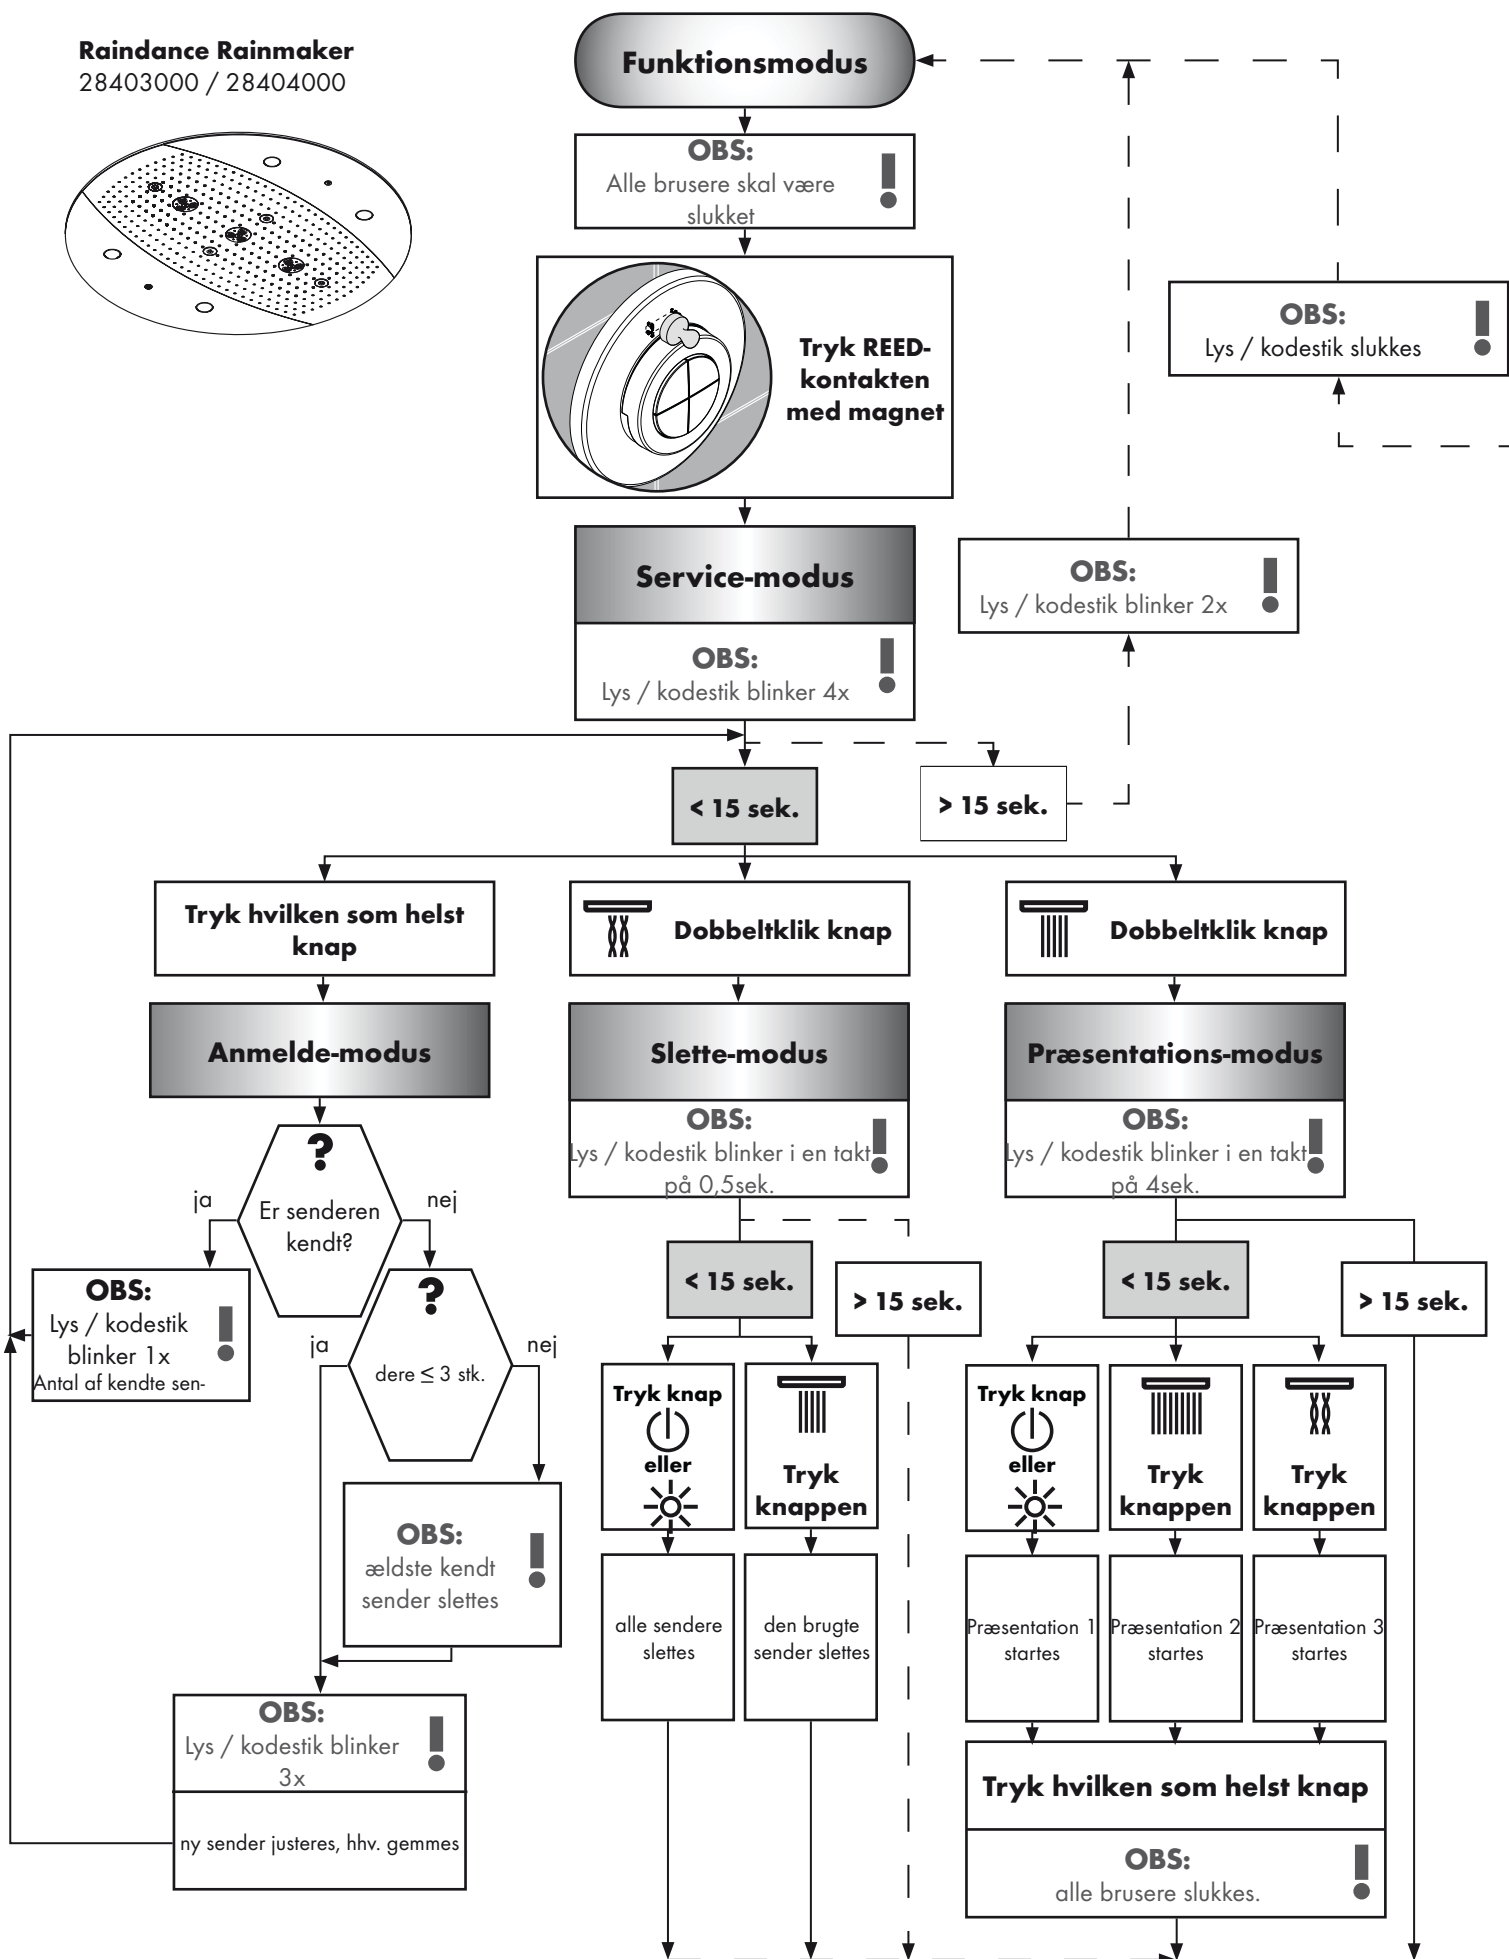 Raindance Rainmaker
28403000 / 28404000
Funktionsmodus
OBS:
Alle brusere skal være
slukket
Tryk REED-
kontakten
med magnet
OBS:
Lys / kodestik slukkes
Service-modus
OBS:
Lys / kodestik blinker 4x
OBS:
Lys / kodestik blinker 2x
< 15 sek.
> 15 sek.
Tryk hvilken som helst
knap
Dobbeltklik knap
Dobbeltklik knap
Anmelde-modus
Slette-modus
OBS:
Lys / kodestik blinker i en takt
på 0,5sek.
Præsentations-modus
OBS:
Lys / kodestik blinker i en takt
på 4sek.
?
Er senderen
kendt?
ja
nej
OBS:
Lys / kodestik
blinker 1x
Antal af kendte sen-
?
dere ≤ 3 stk.
ja
nej
OBS:
ældste kendt
sender slettes
OBS:
Lys / kodestik blinker
3x
ny sender justeres, hhv. gemmes
< 15 sek.
> 15 sek.
Tryk knap
eller
Tryk
knappen
alle sendere
slettes
den brugte
sender slettes
< 15 sek.
> 15 sek.
Tryk knap
eller
Tryk
knappen
Tryk
knappen
Præsentation 1
startes
Præsentation 2
startes
Præsentation 3
startes
Tryk hvilken som helst knap
OBS:
alle brusere slukkes.